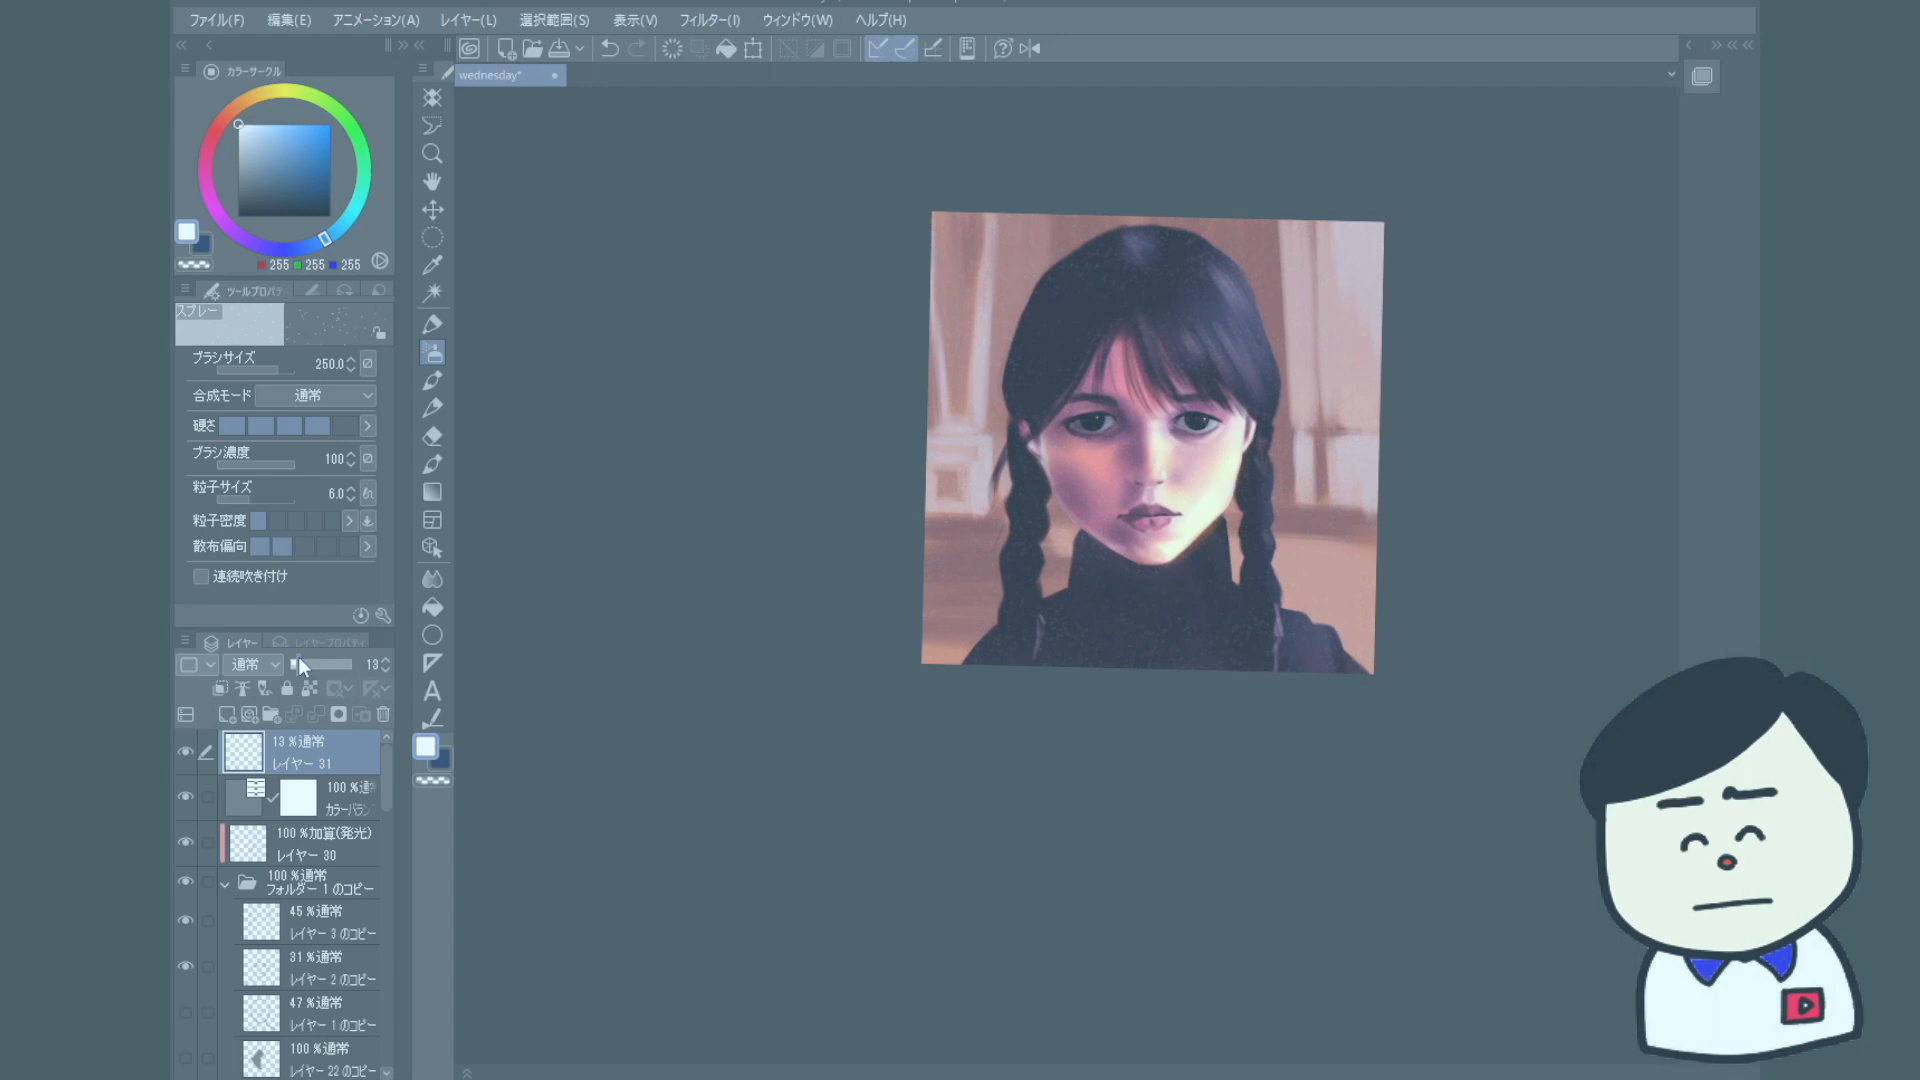 ファイル(F) 編集(E) アニメーション(A) レイヤー(L) 選択範囲(S) 表示(V) フィルター(I) ウィンドウ(W) ヘルプ(H)
カラーサークル
wednesday*
255 255 255
ツールプロパティ
スプレー
ブラシサイズ 250.0
合成モード 通常
硬さ
ブラシ濃度 100
粒子サイズ 6.0
粒子密度
散布偏向
連続吹き付け
レイヤー レイヤープロパティ
通常 13
13 %通常
レイヤー 31
100 %通常
カラーバラン
100 %加算(発光)
レイヤー 30
100 %通常
フォルダー 1 のコピー
45 %通常
レイヤー 3 のコピー
31 %通常
レイヤー 2 のコピー
47 %通常
レイヤー 1 のコピー
100 %通常
レイヤー 22 のコピー